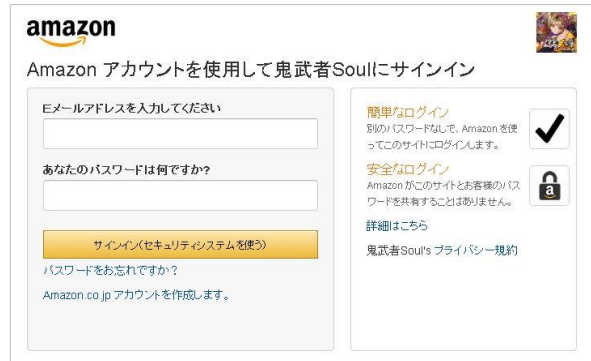 amazon
Amazon アカウントを使用して鬼武者Soulにサインイン
Eメールアドレスを入力してください
あなたのパスワードは何ですか?
サインイン(セキュリティシステムを使う)
パスワードをお忘れですか?
Amazon.co.jp アカウントを作成します。
簡単なログイン
別のパスワードなしで、Amazon を使
ってこのサイトにログインします。
安全なログイン
Amazon がこのサイトとお客様のパス
ワードを共有することはありません。
a
詳細はこちら
鬼武者Soul's プライバシー規約